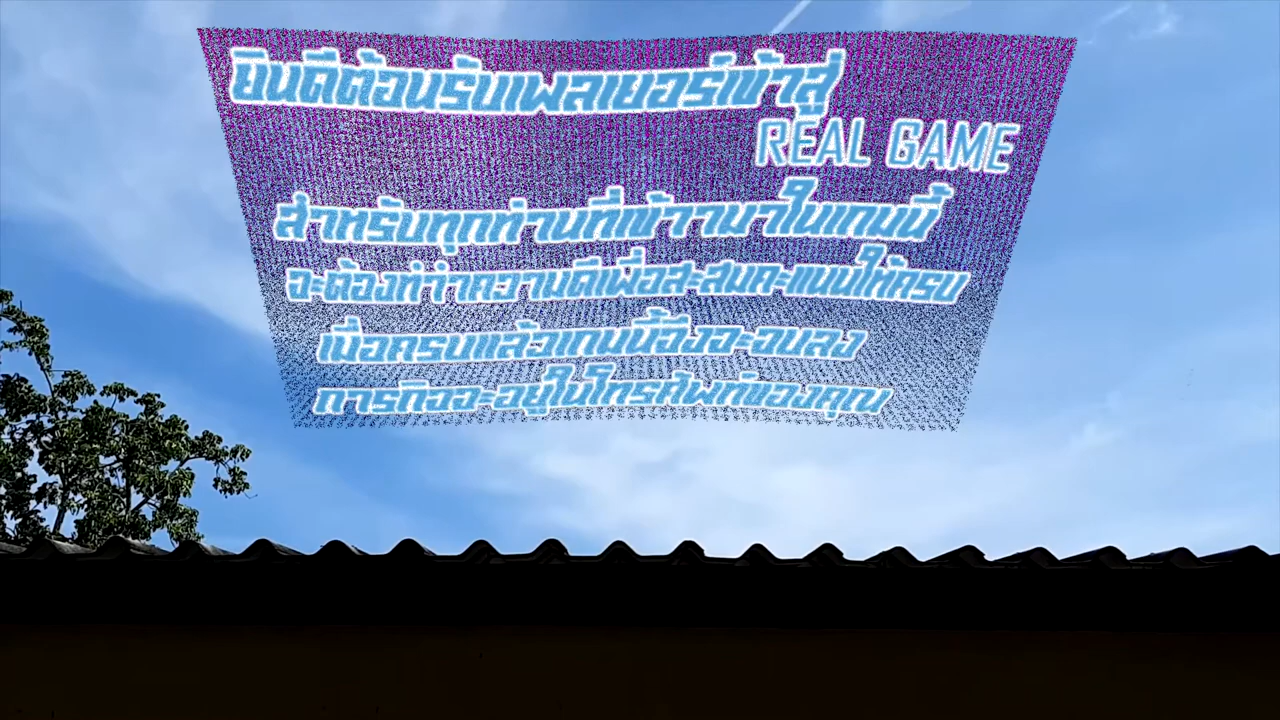 ยินดีต้อนรับเพลเยอร์เข้าสู่
REAL GAME
สำหรับทุกท่านที่เข้ามาในเกมนี้
จะต้องทำความดีเพื่อสะสมคะแนนให้ครบ
เมื่อครบแล้วเกมนี้จึงจะจบลง
ภารกิจจะอยู่ในโทรศัพท์ของคุณ